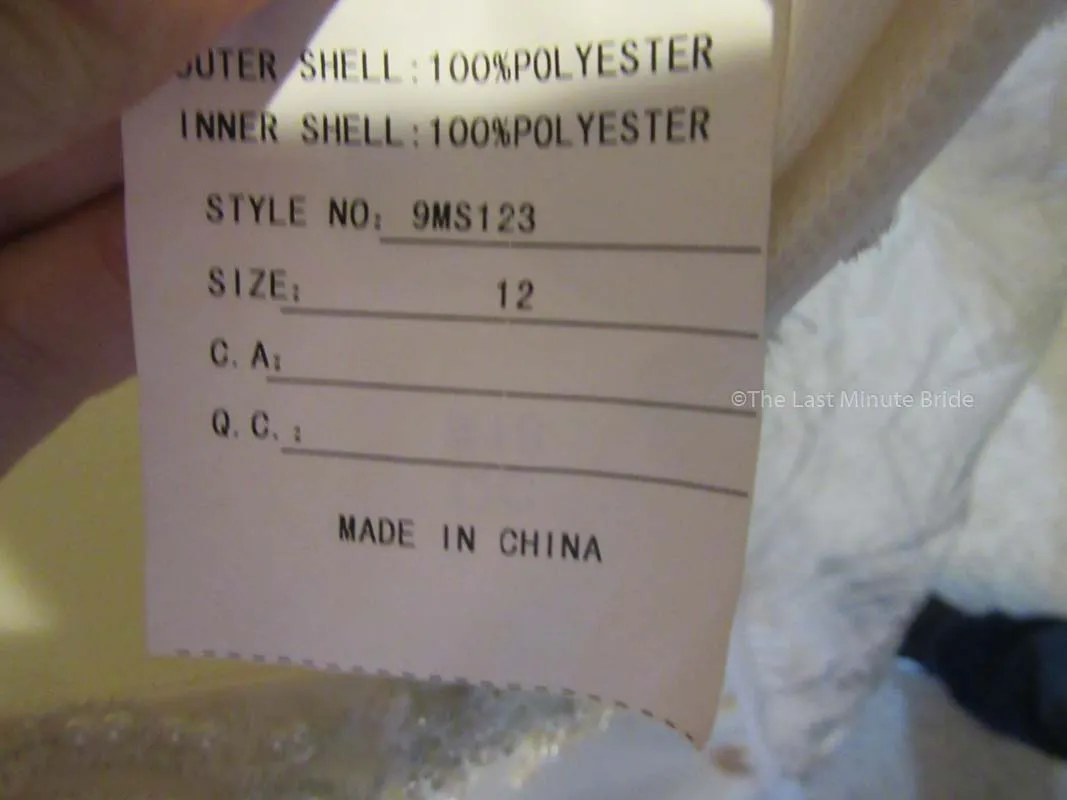 OUTER SHELL:100%POLYESTER
INNER SHELL:100%POLYESTER
STYLE NO: 9MS123
SIZE: 12
C.A:
©The Last Minute Bride
Q.C.:
MADE IN CHINA